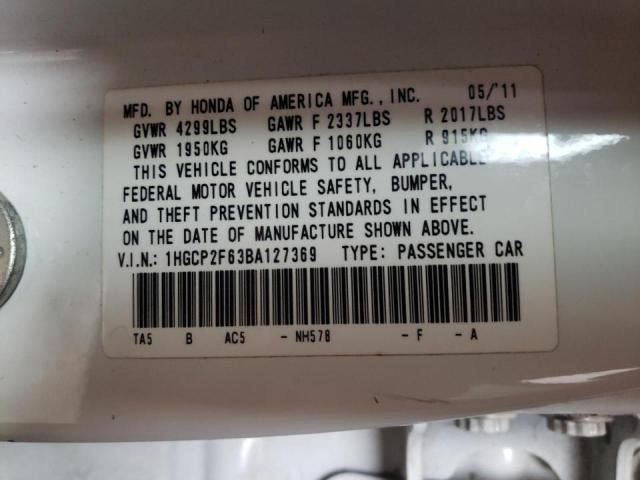 MFD. BY HONDA OF AMERICA MFG., INC. 05/'11
GVWR 4299LBS GAWR F 2337LBS R 2017LBS
GVWR 1950KG GAWR F 1060KG R 915KG
THIS VEHICLE CONFORMS TO ALL APPLICABLE
FEDERAL MOTOR VEHICLE SAFETY, BUMPER,
AND THEFT PREVENTION STANDARDS IN EFFECT
ON THE DATE OF MANUFACTURE SHOWN ABOVE.
V.I.N.: 1HGCP2F63BA127369 TYPE: PASSENGER CAR
TA5 B AC5 - NH578 - F - A